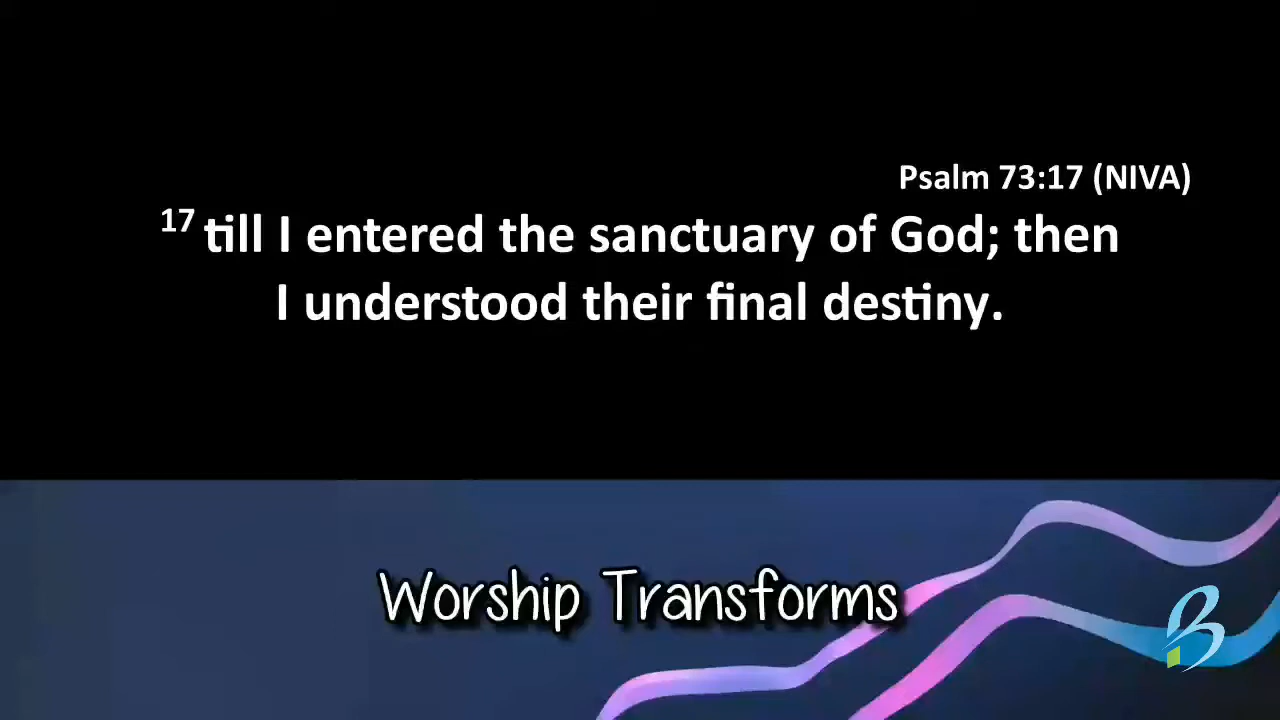 Psalm 73:17 (NIVA)
17 till I entered the sanctuary of God; then
I understood their final destiny.
Worship Transforms